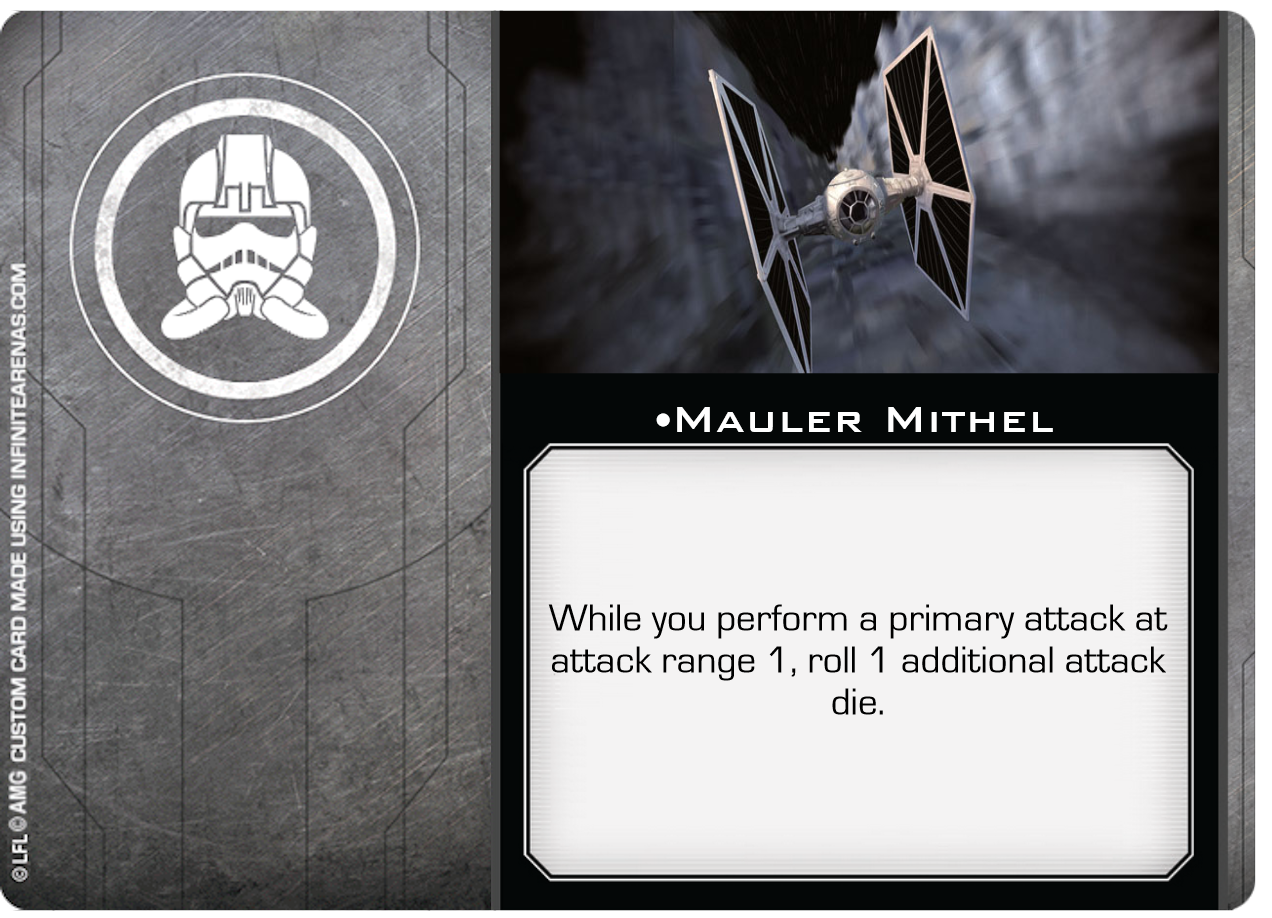 •Mauler Mithel
While you perform a primary attack at
attack range 1, roll 1 additional attack
die.
©LFL©AMG CUSTOM CARD MADE USING INFINITEARENAS.COM